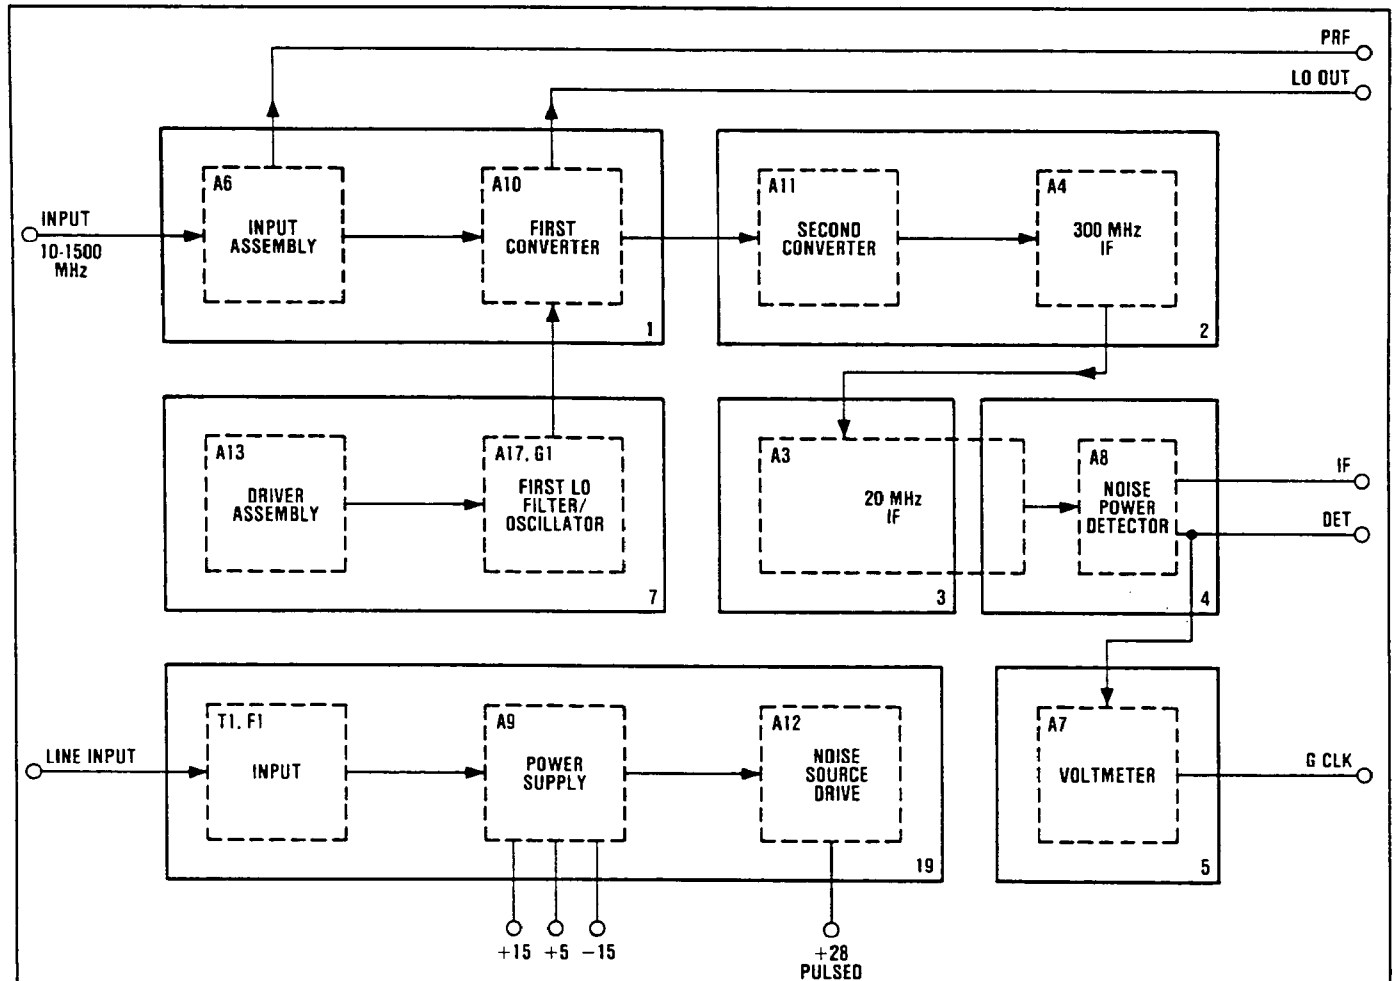 PRF
LO OUT
A6
INPUT
ASSEMBLY
A10
FIRST
CONVERTER
A11
SECOND
CONVERTER
A4
300 MHz
IF
INPUT
10-1500
MHz
1
2
A13
DRIVER
ASSEMBLY
A17, G1
FIRST LO
FILTER/
OSCILLATOR
7
A3
20 MHz
IF
3
A8
NOISE
POWER
DETECTOR
4
IF
DET
LINE INPUT
T1, F1
INPUT
A9
POWER
SUPPLY
A12
NOISE
SOURCE
DRIVE
19
A7
VOLTMETER
5
G CLK
+15
+5
−15
+28
PULSED